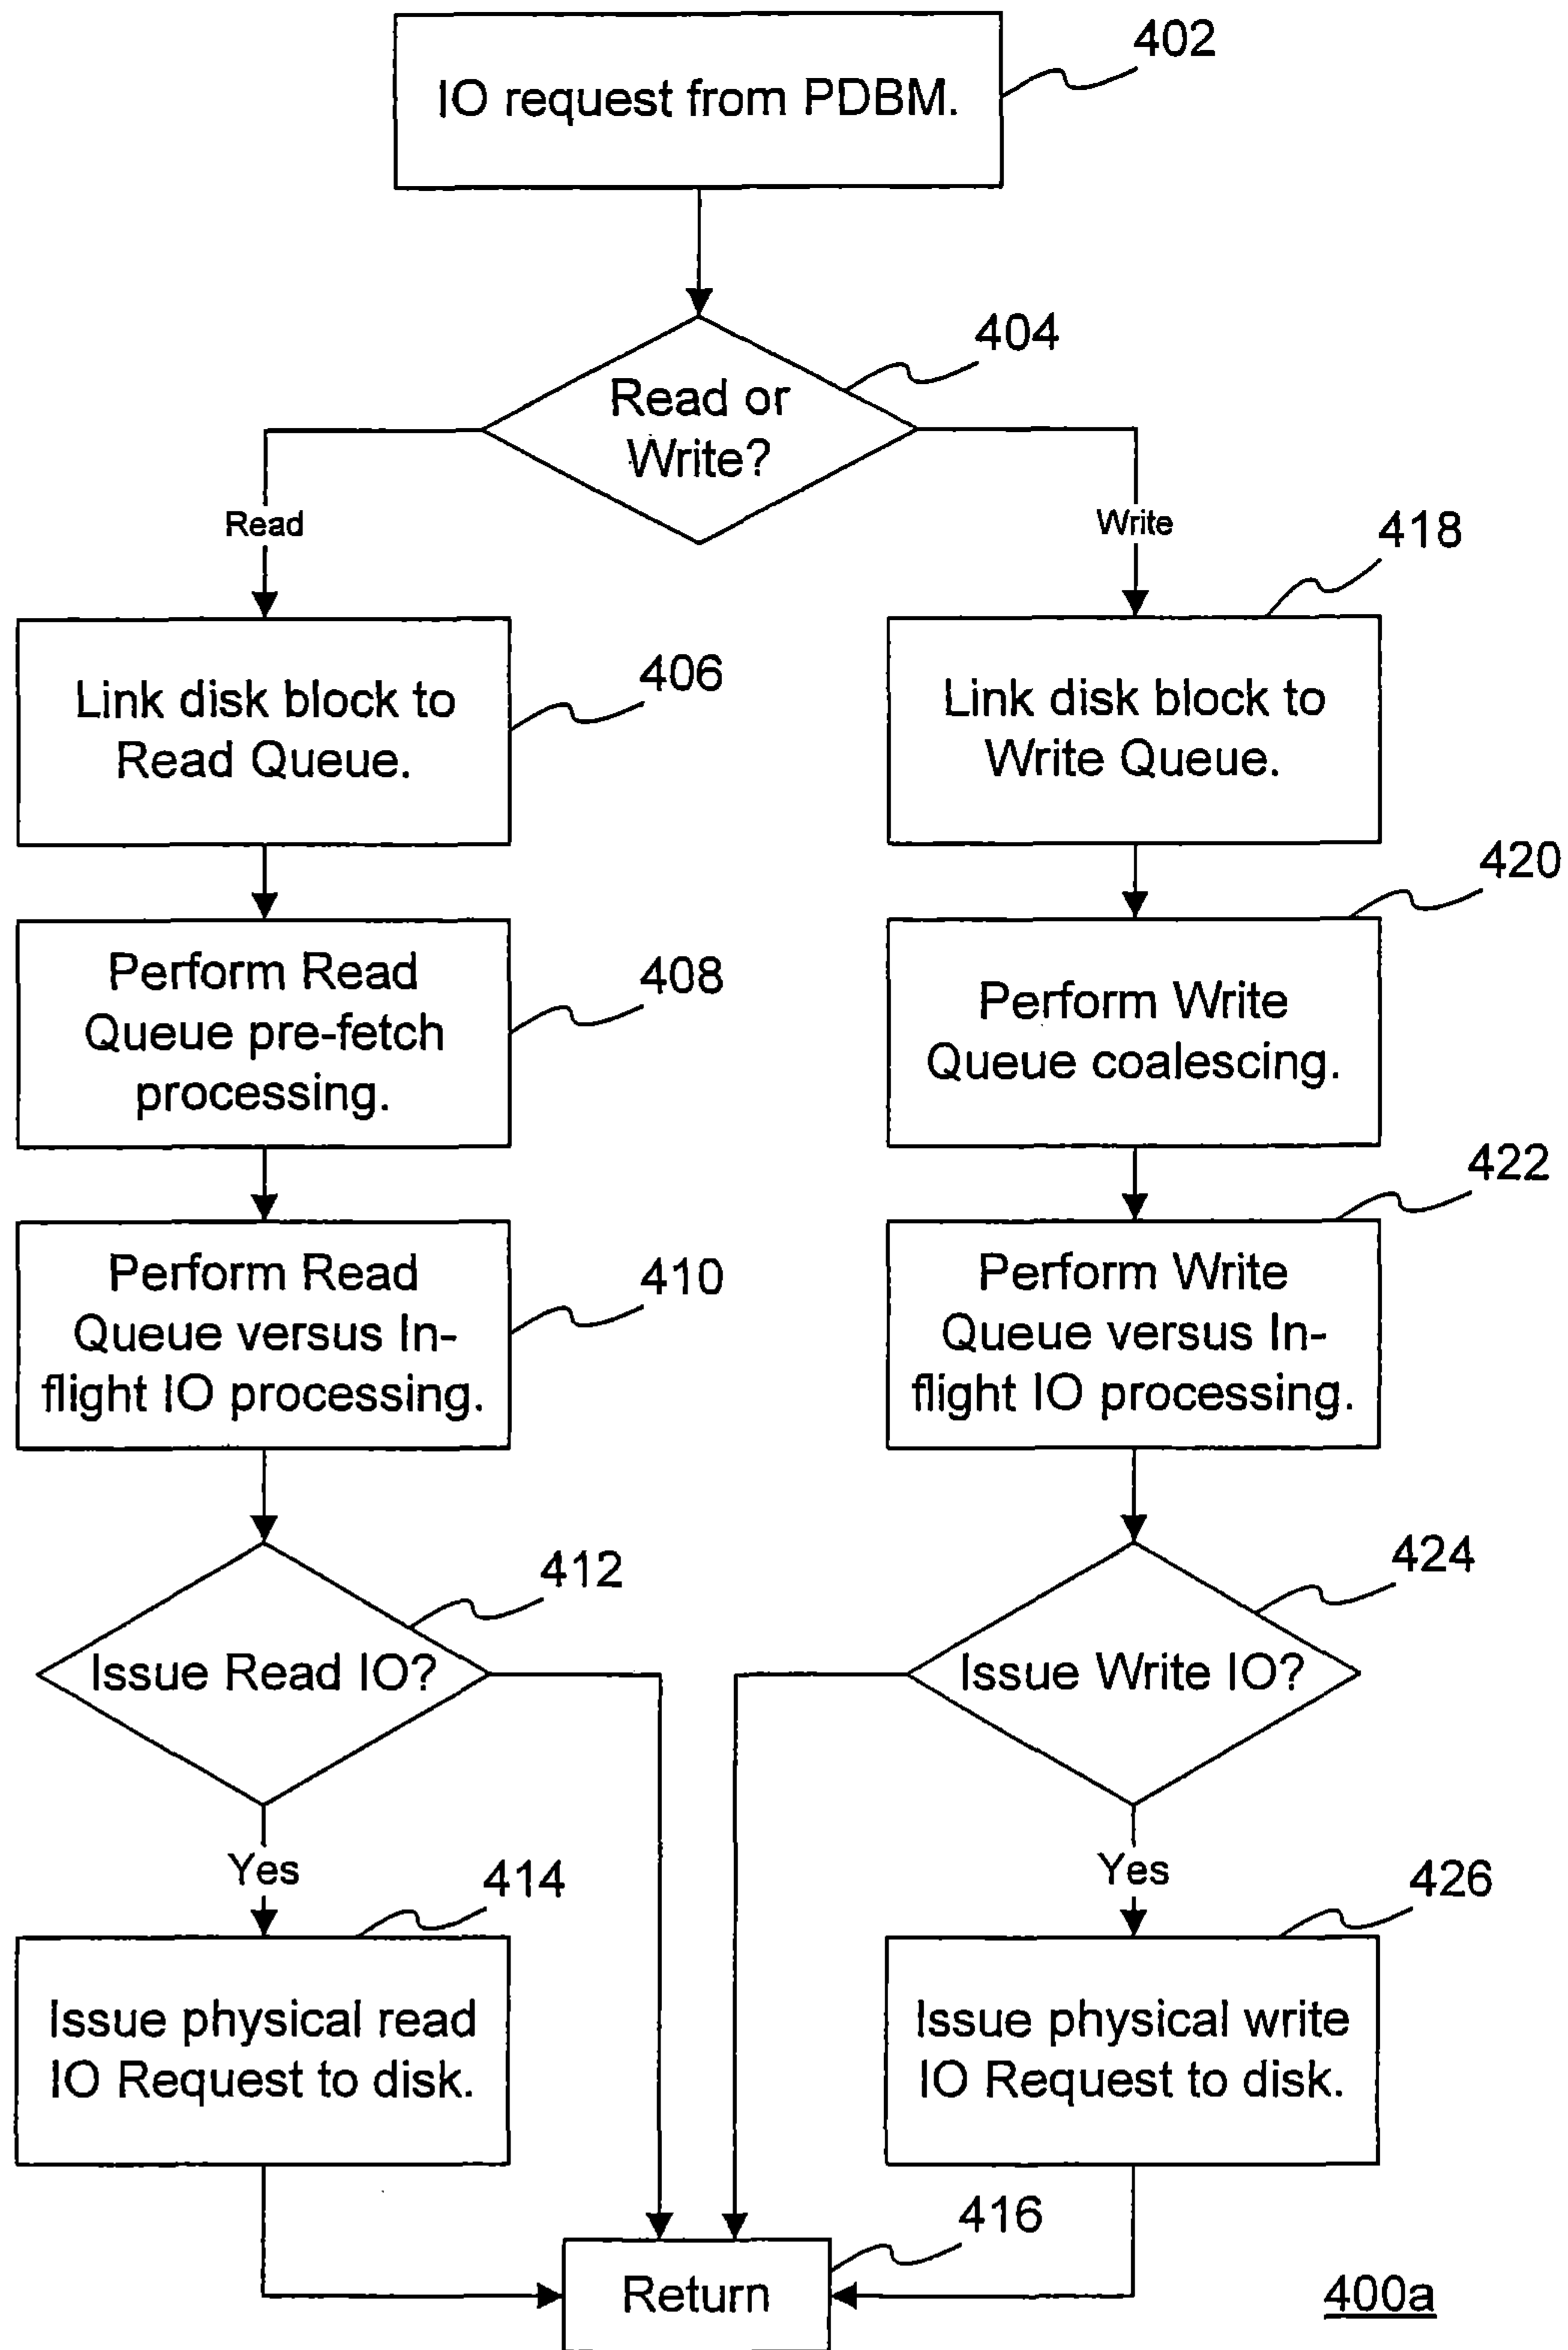 IO request from PDBM.
402
Read or
Write?
404
Read
Write
Link disk block to
Read Queue.
406
Link disk block to
Write Queue.
418
Perform Read
Queue pre-fetch
processing.
408
Perform Write
Queue coalescing.
420
Perform Read
Queue versus In-
flight IO processing.
410
Perform Write
Queue versus In-
flight IO processing.
422
Issue Read IO?
412
Issue Write IO?
424
Yes
Yes
Issue physical read
IO Request to disk.
414
Issue physical write
IO Request to disk.
426
Return
416
400a